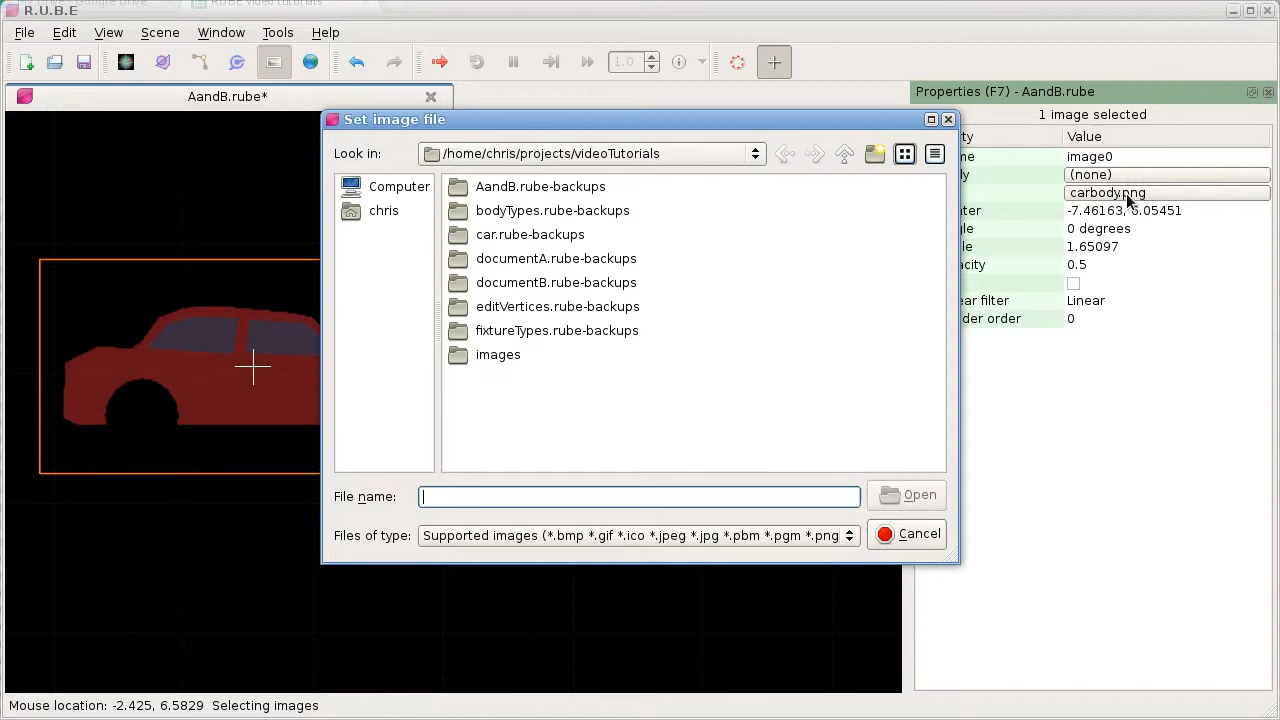 R.U.B.E
File Edit View Scene Window Tools Help
1.0
AandB.rube*
Properties (F7) - AandB.rube
1 image selected
Value
image0
(none)
carbody.png
-7.46163, 6.05451
0 degrees
1.65097
0.5
Linear
0
Set image file
Look in: /home/chris/projects/videoTutorials
Computer
chris
AandB.rube-backups
bodyTypes.rube-backups
car.rube-backups
documentA.rube-backups
documentB.rube-backups
editVertices.rube-backups
fixtureTypes.rube-backups
images
File name: Open
Files of type: Supported images (*.bmp *.gif *.ico *.jpeg *.jpg *.pbm *.pgm *.png Cancel
Mouse location: -2.425, 6.5829 Selecting images